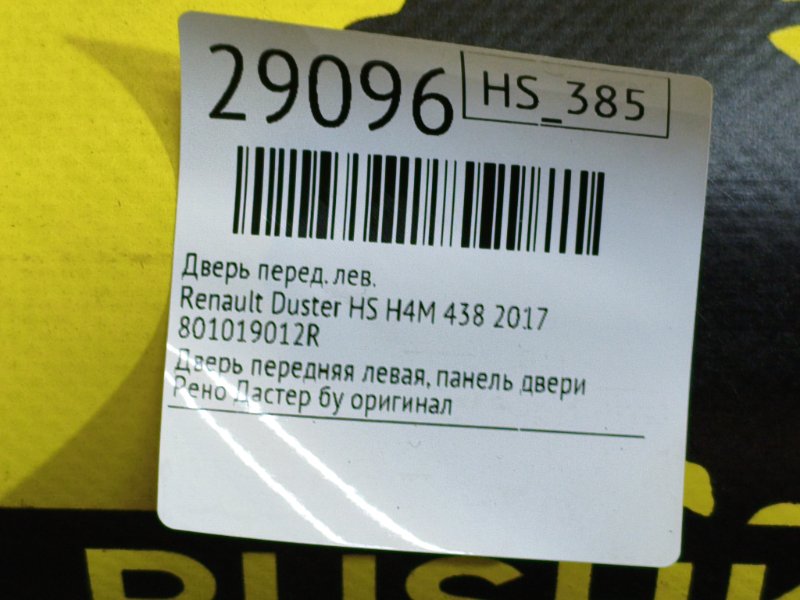 29096
HS_385
Дверь перед. лев.
Renault Duster HS H4M 438 2017
801019012R
Дверь передняя левая, панель двери
Рено Дастер бу оригинал